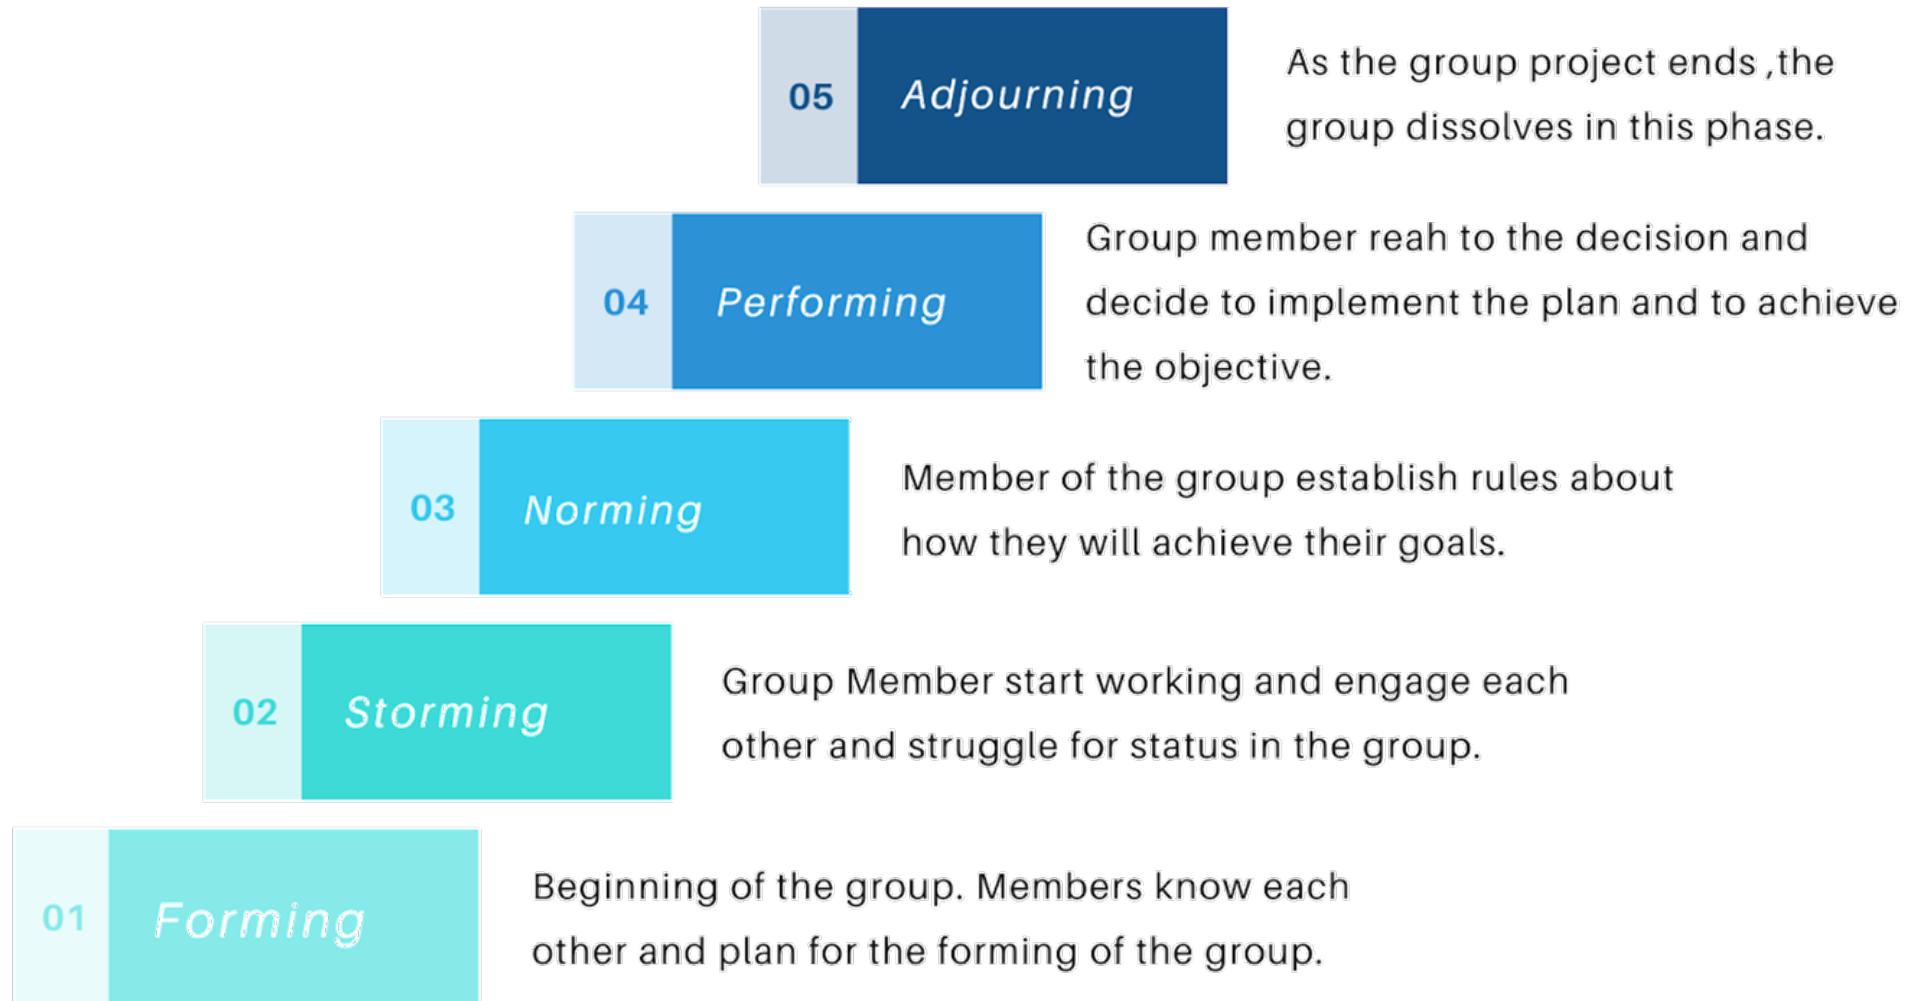 05
Adjourning
As the group project ends ,the
group dissolves in this phase.
04
Performing
Group member reah to the decision and
decide to implement the plan and to achieve
the objective.
03
Norming
Member of the group establish rules about
how they will achieve their goals.
02
Storming
Group Member start working and engage each
other and struggle for status in the group.
01
Forming
Beginning of the group. Members know each
other and plan for the forming of the group.